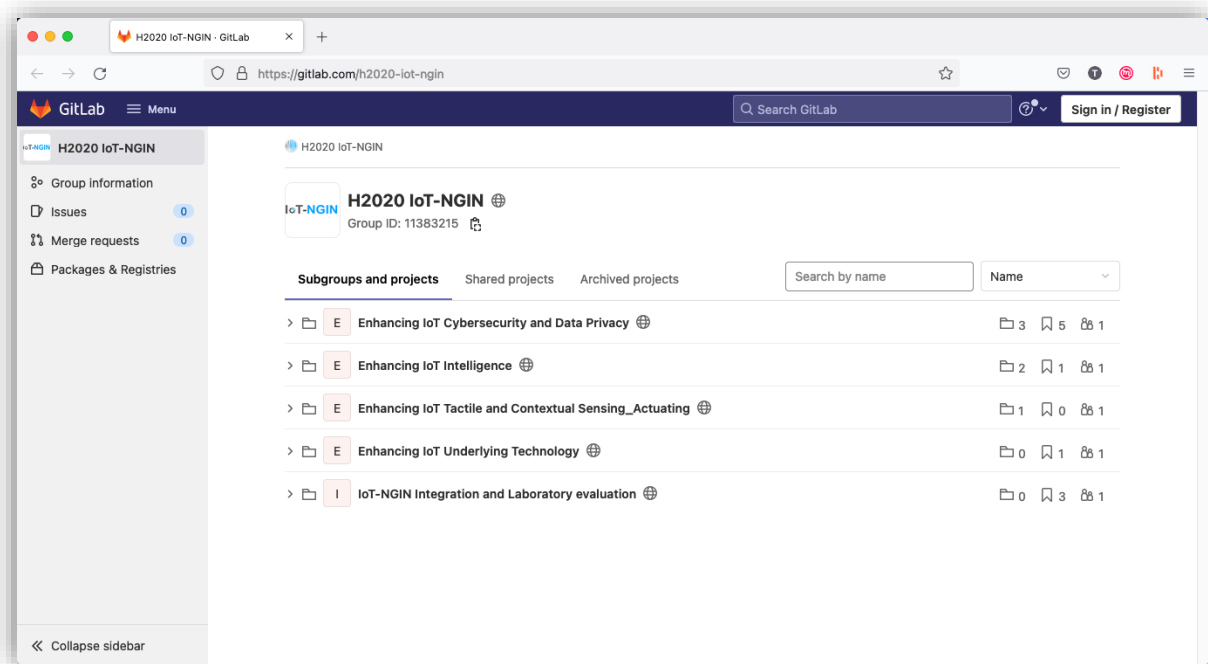 H2020 IoT-NGIN · GitLab
https://gitlab.com/h2020-iot-ngin
GitLab Menu Search GitLab Sign in / Register
IoT-NGIN H2020 IoT-NGIN
Group information
Issues 0
Merge requests 0
Packages & Registries
Collapse sidebar
H2020 IoT-NGIN
IoT-NGIN
H2020 IoT-NGIN
Group ID: 11383215
Subgroups and projects Shared projects Archived projects Search by name Name
E Enhancing IoT Cybersecurity and Data Privacy 3 5 1
E Enhancing IoT Intelligence 2 1 1
E Enhancing IoT Tactile and Contextual Sensing_Actuating 1 0 1
E Enhancing IoT Underlying Technology 0 1 1
I IoT-NGIN Integration and Laboratory evaluation 0 3 1